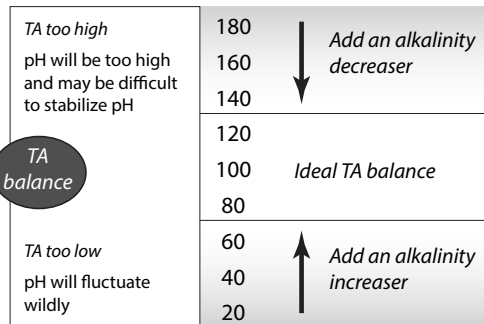 TA too high
pH will be too high
and may be difficult
to stabilize pH
TA
balance
TA too low
pH will fluctuate
wildly
180
160
140
120
100
80
60
40
20
Add an alkalinity
decreaser
Ideal TA balance
Add an alkalinity
increaser